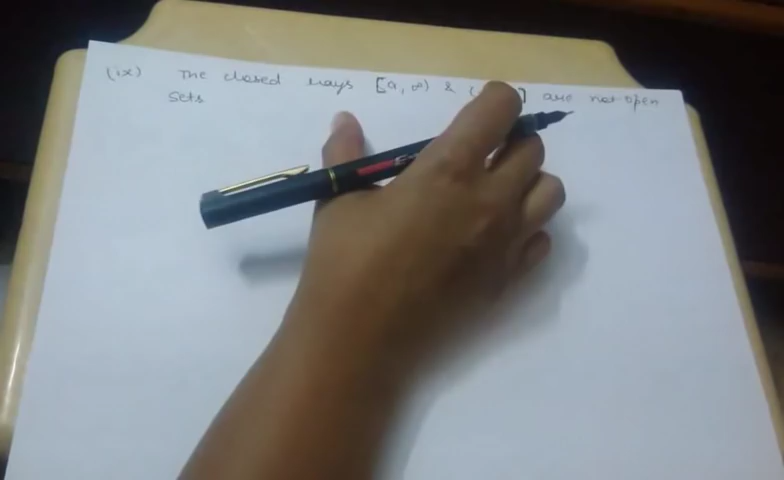 (ix) The closed rays [a, ∞) & ( ] are not open
sets